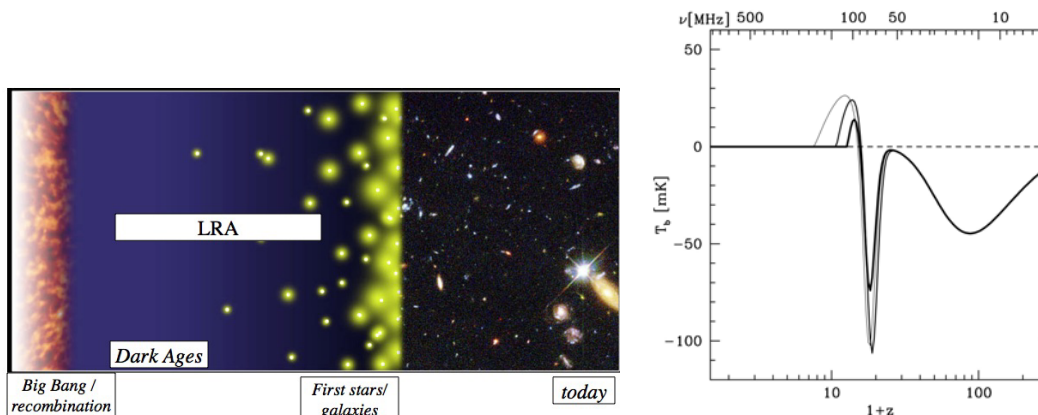 LRA
Dark Ages
Big Bang /
recombination
First stars/
galaxies
today
ν[MHz] 500 100 50 10
50
0
−50
−100
T_b [mK]
10 100
1+z